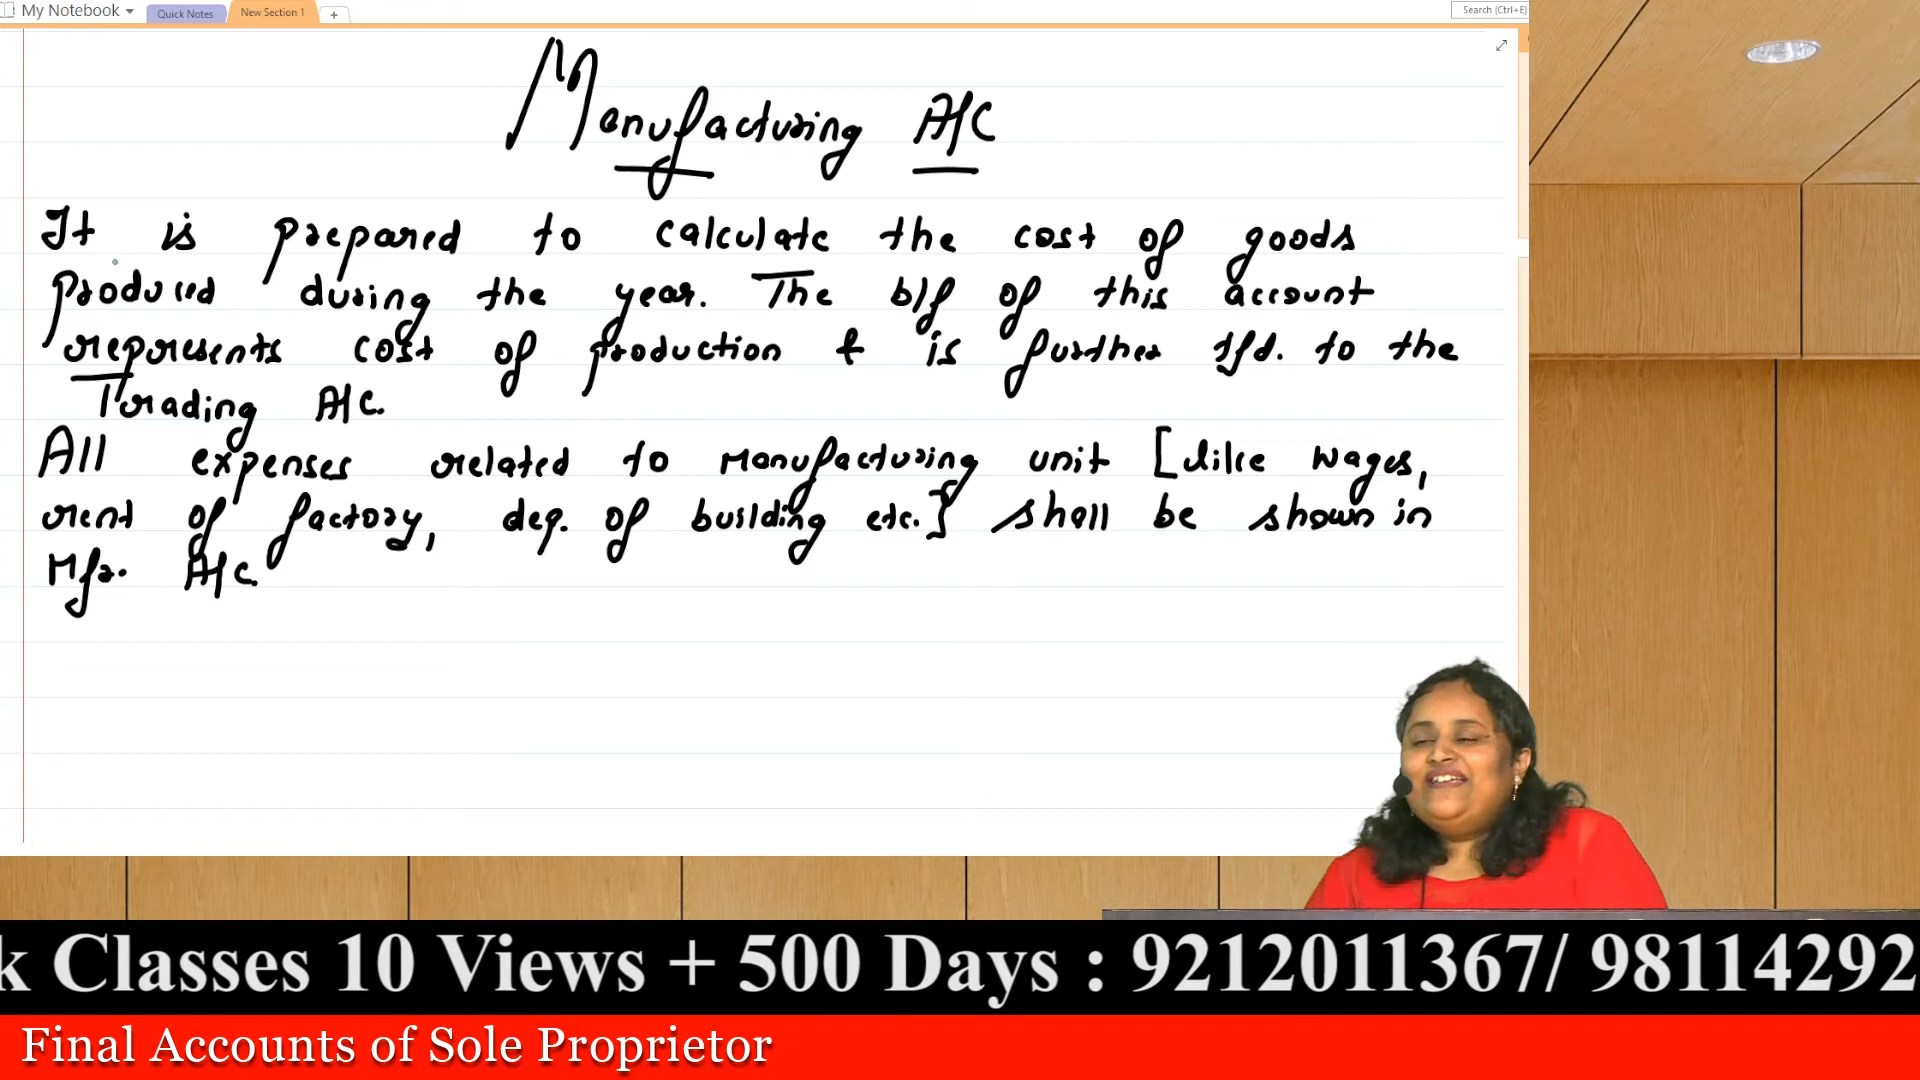 My Notebook
Quick Notes
New Section 1
+
Search (Ctrl+E)
Manufacturing A/C
It is prepared to calculate the cost of goods
produced during the year. The b/f of this account
represents cost of production & is further tfd. to the
Trading A/C.
All expenses related to Manufacturing unit [like wages,
rent of factory, dep. of building etc.] shall be shown in
Mfr. A/C.
k Classes 10 Views + 500 Days : 9212011367/ 98114292
Final Accounts of Sole Proprietor